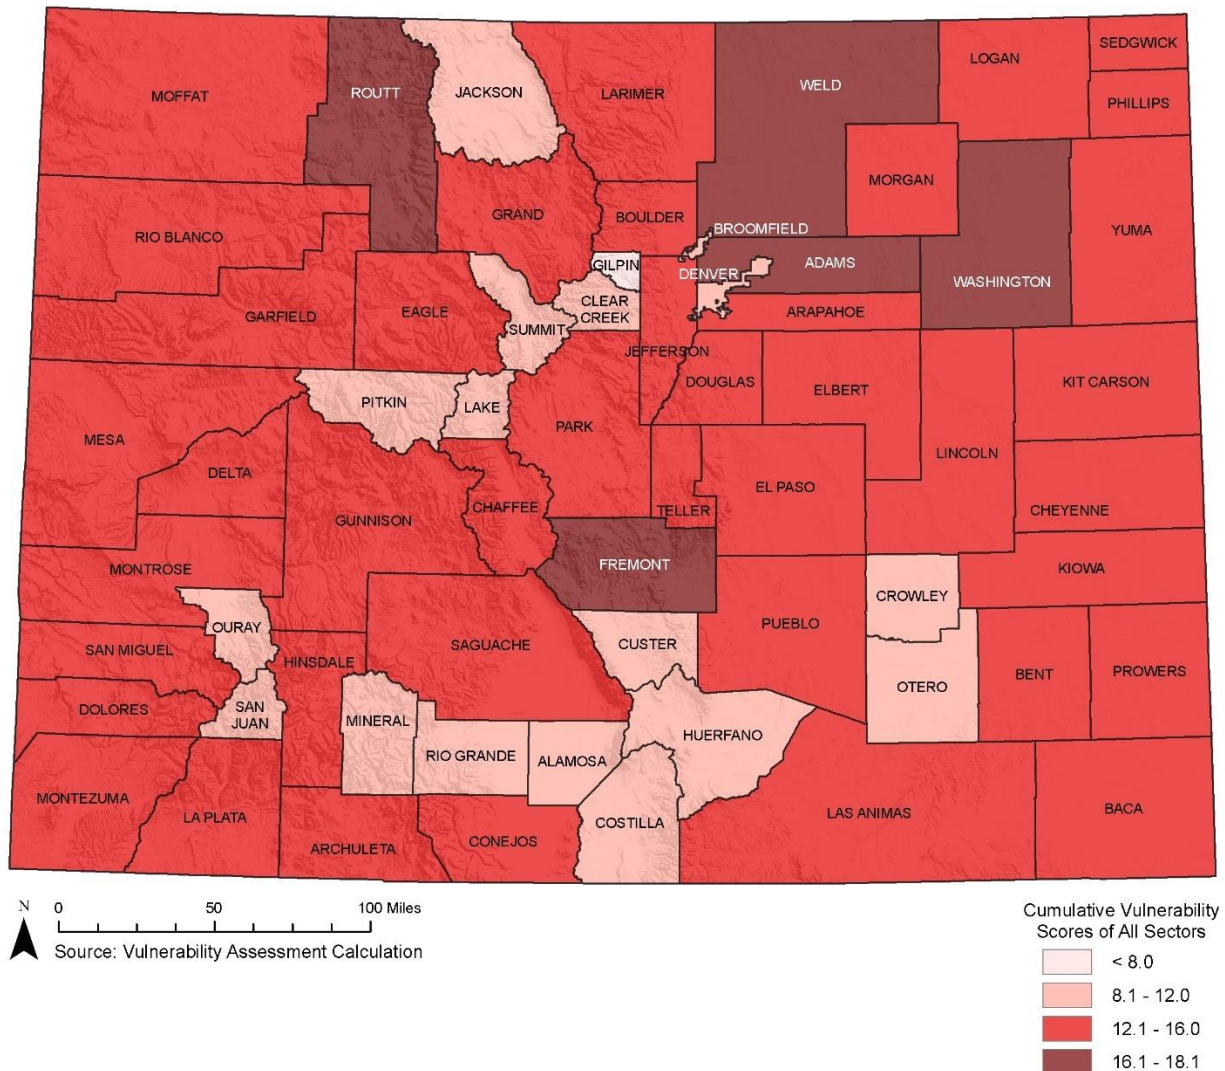 SEDGWICK
LOGAN
WELD
ROUTT
JACKSON
LARIMER
MOFFAT
PHILLIPS
MORGAN
GRAND
BOULDER
YUMA
RIO BLANCO
BROOMFIELD
GILPIN
ADAMS
DENVER
WASHINGTON
CLEAR
CREEK
EAGLE
ARAPAHOE
GARFIELD
SUMMIT
JEFFERSON
DOUGLAS
ELBERT
KIT CARSON
PITKIN
LAKE
PARK
MESA
LINCOLN
DELTA
EL PASO
CHAFFEE
TELLER
CHEYENNE
GUNNISON
FREMONT
MONTROSE
KIOWA
CROWLEY
OURAY
PUEBLO
CUSTER
SAGUACHE
SAN MIGUEL
HINSDALE
BENT
PROWERS
OTERO
DOLORES
SAN
JUAN
MINERAL
HUERFANO
RIO GRANDE
ALAMOSA
MONTEZUMA
LA PLATA
LAS ANIMAS
BACA
COSTILLA
CONEJOS
ARCHULETA
N
0 50 100 Miles
Source: Vulnerability Assessment Calculation
Cumulative Vulnerability
Scores of All Sectors
< 8.0
8.1 - 12.0
12.1 - 16.0
16.1 - 18.1